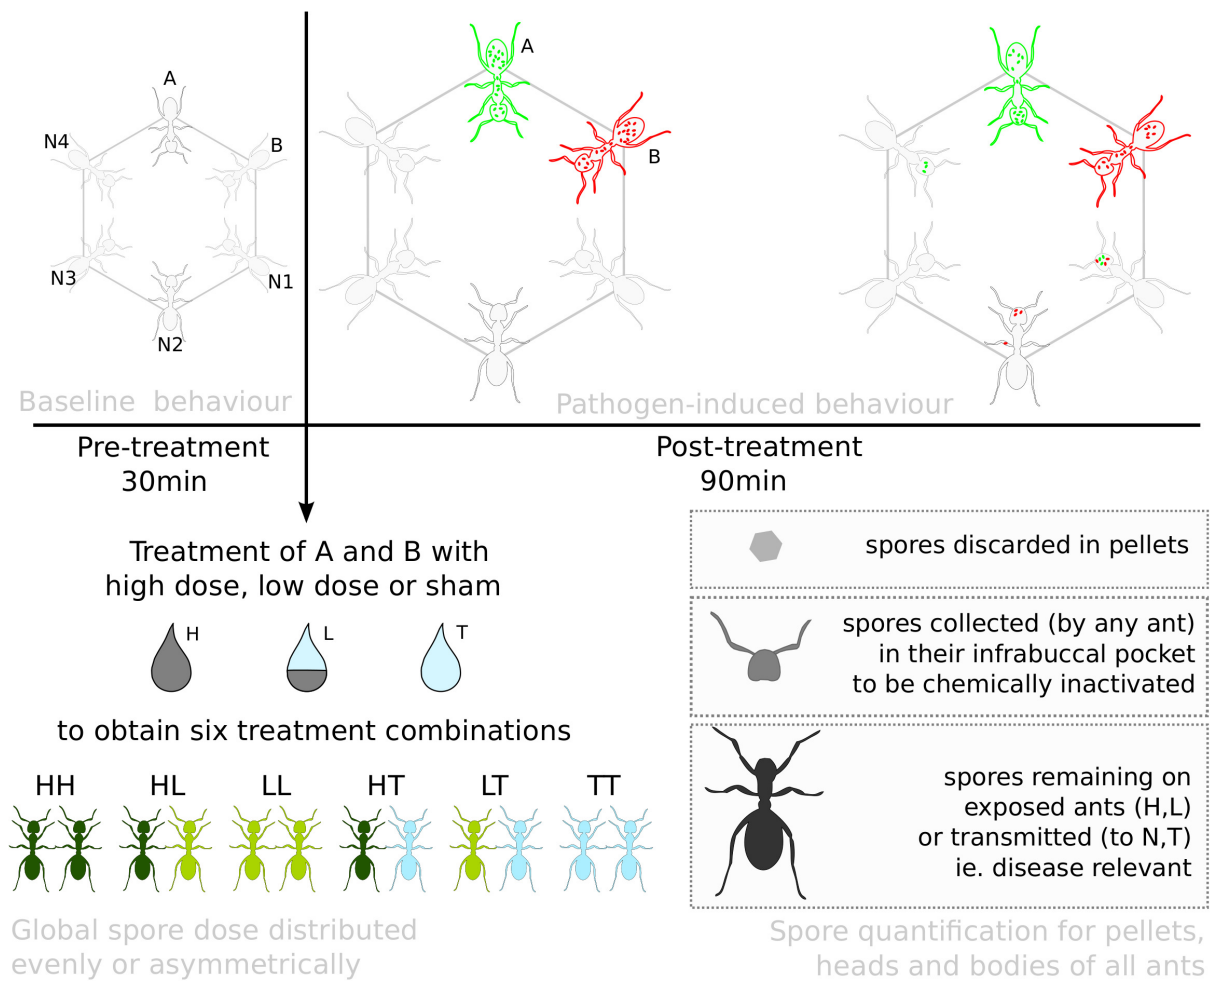 A
N4
B
N3
N1
N2
A
B
Baseline behaviour
Pathogen-induced behaviour
Pre-treatment
30min
Post-treatment
90min
Treatment of A and B with
high dose, low dose or sham
H
L
T
to obtain six treatment combinations
HH
HL
LL
HT
LT
TT
Global spore dose distributed
evenly or asymmetrically
spores discarded in pellets
spores collected (by any ant)
in their infrabuccal pocket
to be chemically inactivated
spores remaining on
exposed ants (H,L)
or transmitted (to N,T)
ie. disease relevant
Spore quantification for pellets,
heads and bodies of all ants